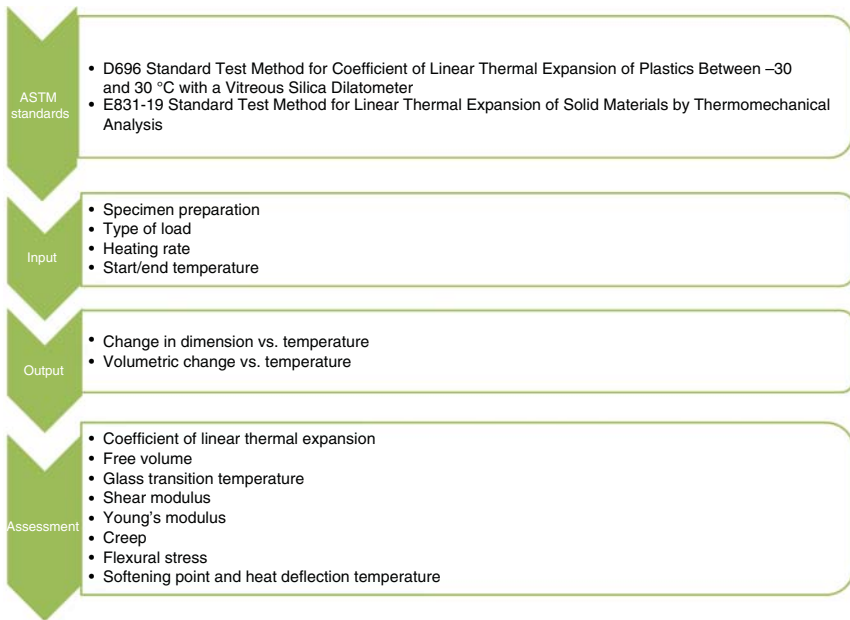 ASTM
standards
• D696 Standard Test Method for Coefficient of Linear Thermal Expansion of Plastics Between –30
and 30 °C with a Vitreous Silica Dilatometer
• E831-19 Standard Test Method for Linear Thermal Expansion of Solid Materials by Thermomechanical
Analysis
Input
• Specimen preparation
• Type of load
• Heating rate
• Start/end temperature
Output
• Change in dimension vs. temperature
• Volumetric change vs. temperature
Assessment
• Coefficient of linear thermal expansion
• Free volume
• Glass transition temperature
• Shear modulus
• Young's modulus
• Creep
• Flexural stress
• Softening point and heat deflection temperature